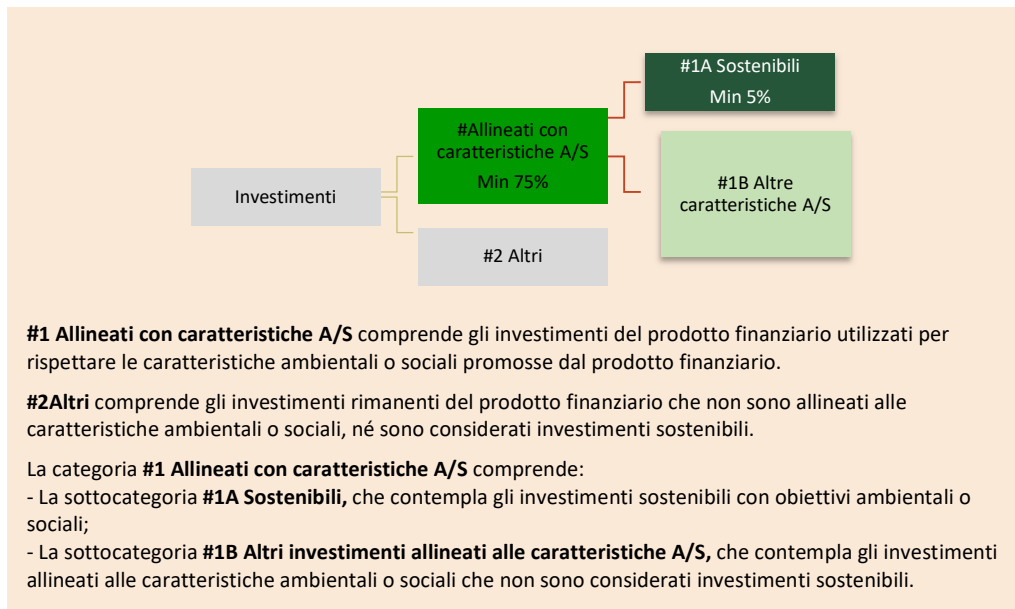 #1A Sostenibili
Min 5%
#Allineati con
caratteristiche A/S
Min 75%
#1B Altre
caratteristiche A/S
Investimenti
#2 Altri
#1 Allineati con caratteristiche A/S comprende gli investimenti del prodotto finanziario utilizzati per
rispettare le caratteristiche ambientali o sociali promosse dal prodotto finanziario.
#2Altri comprende gli investimenti rimanenti del prodotto finanziario che non sono allineati alle
caratteristiche ambientali o sociali, né sono considerati investimenti sostenibili.
La categoria #1 Allineati con caratteristiche A/S comprende:
- La sottocategoria #1A Sostenibili, che contempla gli investimenti sostenibili con obiettivi ambientali o
sociali;
- La sottocategoria #1B Altri investimenti allineati alle caratteristiche A/S, che contempla gli investimenti
allineati alle caratteristiche ambientali o sociali che non sono considerati investimenti sostenibili.